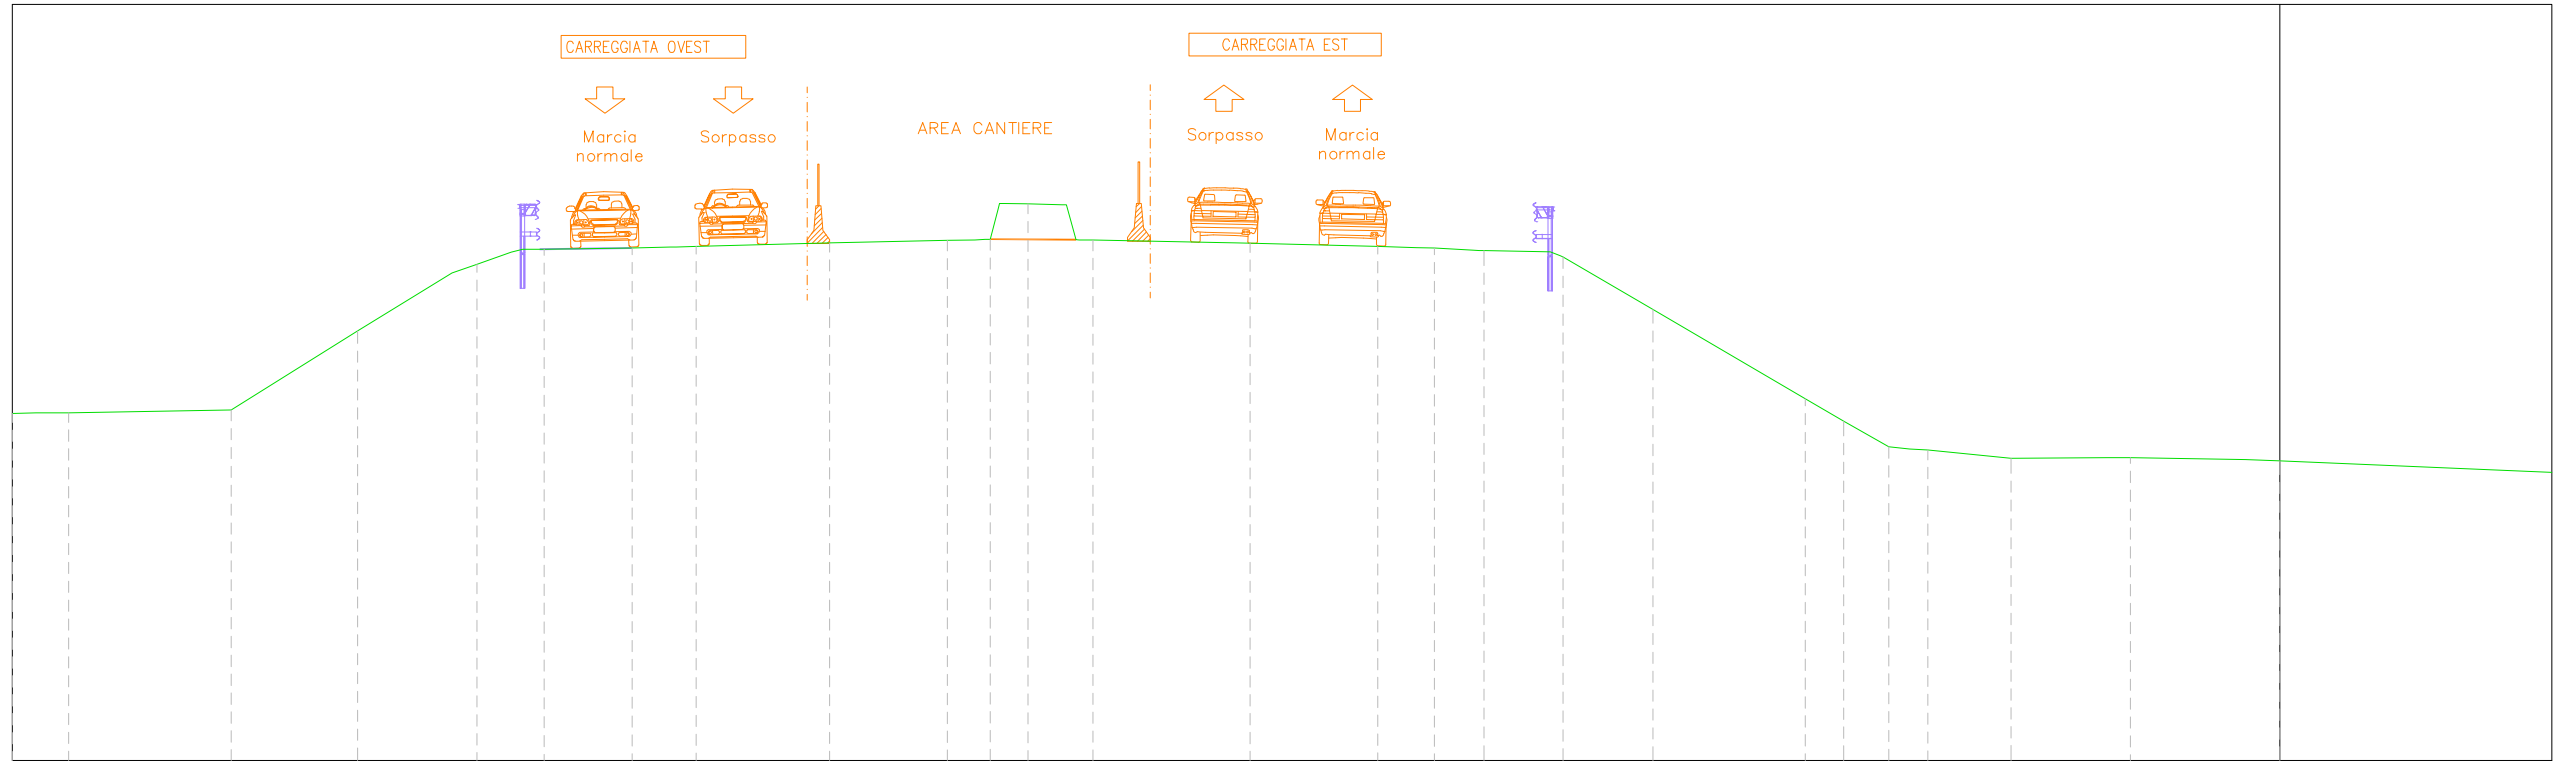 CARREGGIATA OVEST
CARREGGIATA EST
Marcia
normale
Sorpasso
AREA CANTIERE
Sorpasso
Marcia
normale